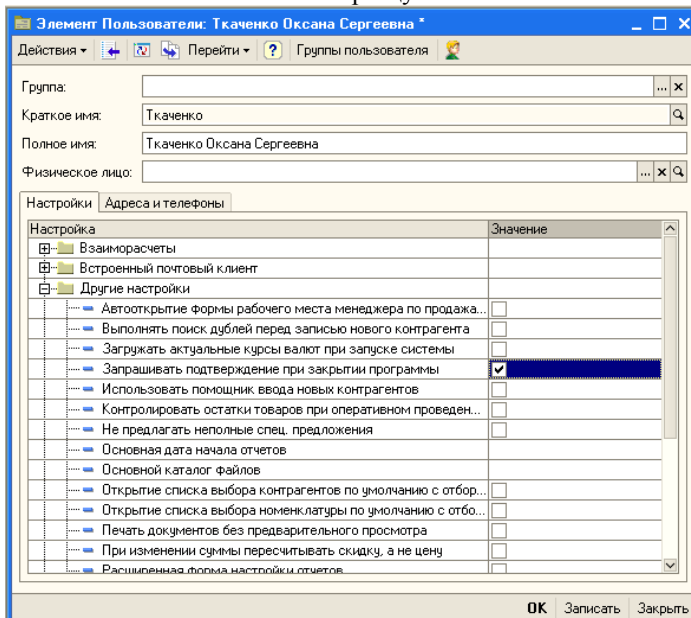 Элемент Пользователи: Ткаченко Оксана Сергеевна *
Действия Перейти ? Группы пользователя
Группа: ... x
Краткое имя: Ткаченко
Полное имя: Ткаченко Оксана Сергеевна
Физическое лицо: ... x
Настройки Адреса и телефоны
Настройка Значение
Взаиморасчеты
Встроенный почтовый клиент
Другие настройки
Автооткрытие формы рабочего места менеджера по продажа...
Выполнять поиск дублей перед записью нового контрагента
Загружать актуальные курсы валют при запуске системы
Запрашивать подтверждение при закрытии программы
Использовать помощник ввода новых контрагентов
Контролировать остатки товаров при оперативном проведен...
Не предлагать неполные спец. предложения
Основная дата начала отчетов
Основной каталог файлов
Открытие списка выбора контрагентов по умолчанию с отбор...
Открытие списка выбора номенклатуры по умолчанию с отбо...
Печать документов без предварительного просмотра
При изменении суммы пересчитывать скидку, а не цену
Расширенная форма настройки отчетов
OK Записать Закрыть